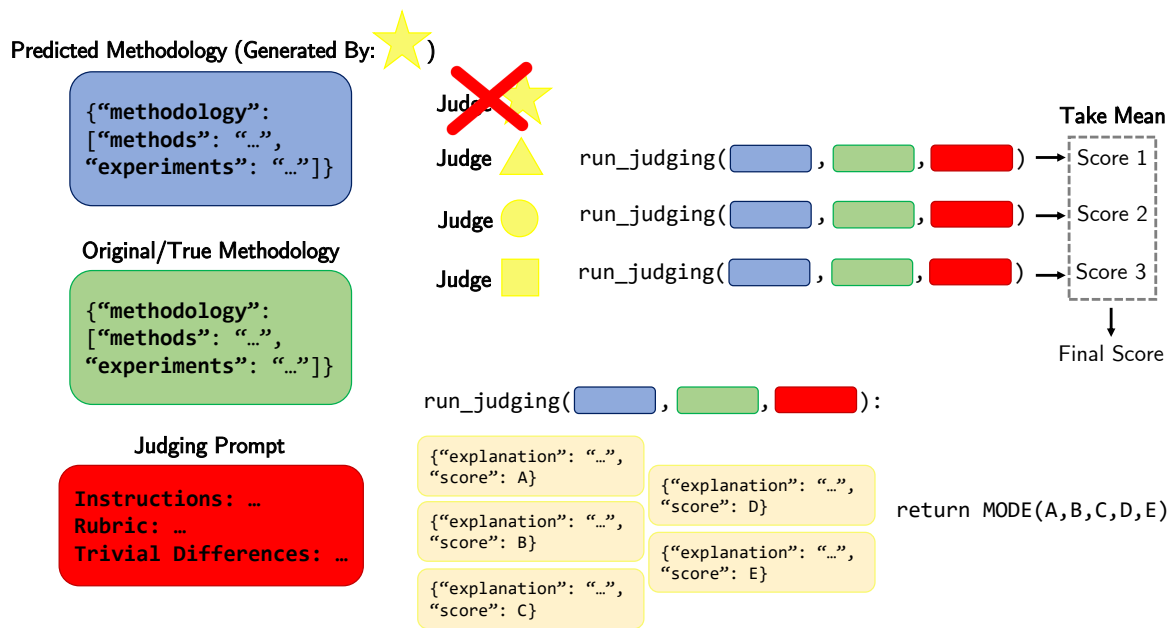 Predicted Methodology (Generated By: )
{“methodology”:
[“methods”: “…”,
“experiments”: “…”]}
Original/True Methodology
{“methodology”:
[“methods”: “…”,
“experiments”: “…”]}
Judging Prompt
Instructions: …
Rubric: …
Trivial Differences: …
Judge
Judge
run_judging( , , )
Judge
run_judging( , , )
Judge
run_judging( , , )
Take Mean
Score 1
Score 2
Score 3
Final Score
run_judging( , , ):
{“explanation”: “…”,
“score”: A}
{“explanation”: “…”,
“score”: B}
{“explanation”: “…”,
“score”: C}
{“explanation”: “…”,
“score”: D}
{“explanation”: “…”,
“score”: E}
return MODE(A,B,C,D,E)